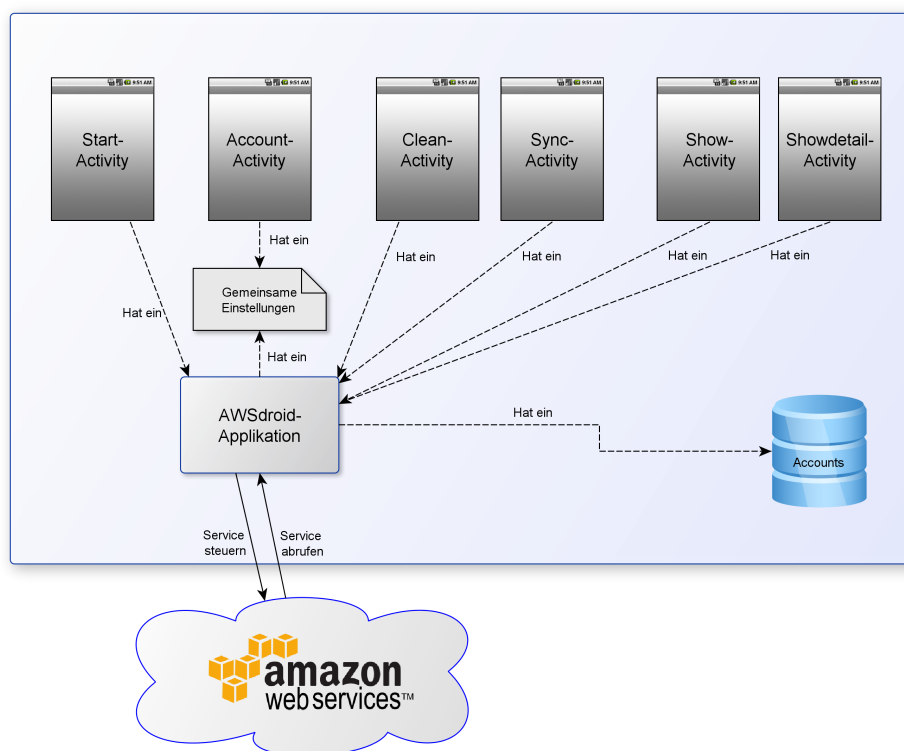 9:51 AM
9:51 AM
9:51 AM
9:51 AM
9:51 AM
9:51 AM
Start-
Activity
Account-
Activity
Clean-
Activity
Sync-
Activity
Show-
Activity
Showdetail-
Activity
Hat ein
Hat ein
Hat ein
Hat ein
Hat ein
Gemeinsame
Einstellungen
Hat ein
Hat ein
AWSdroid-
Applikation
Hat ein
Accounts
Service
steuern
Service
abrufen
amazon
webservices™